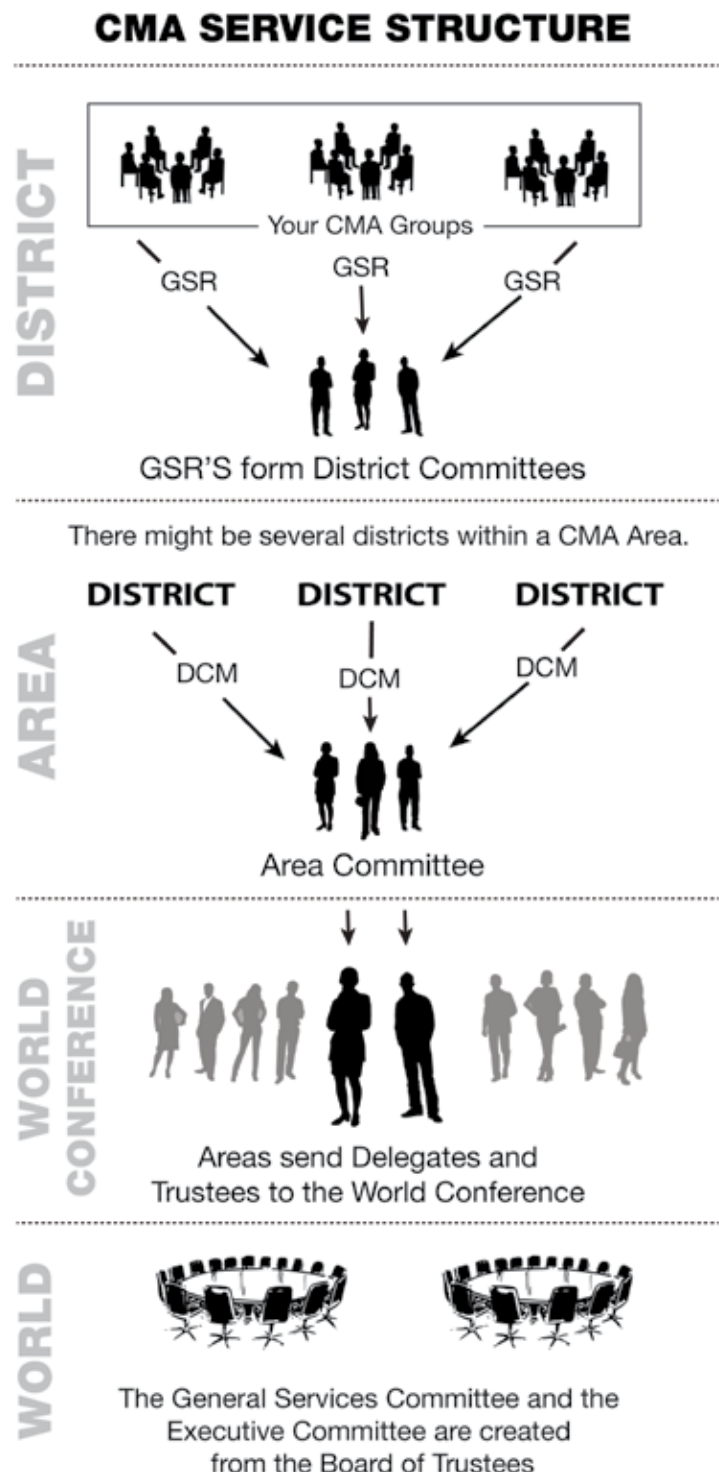 CMA SERVICE STRUCTURE
DISTRICT
Your CMA Groups
GSR GSR GSR
GSR'S form District Committees
There might be several districts within a CMA Area.
AREA
DISTRICT DISTRICT DISTRICT
DCM DCM DCM
Area Committee
WORLD
CONFERENCE
Areas send Delegates and
Trustees to the World Conference
WORLD
The General Services Committee and the
Executive Committee are created
from the Board of Trustees